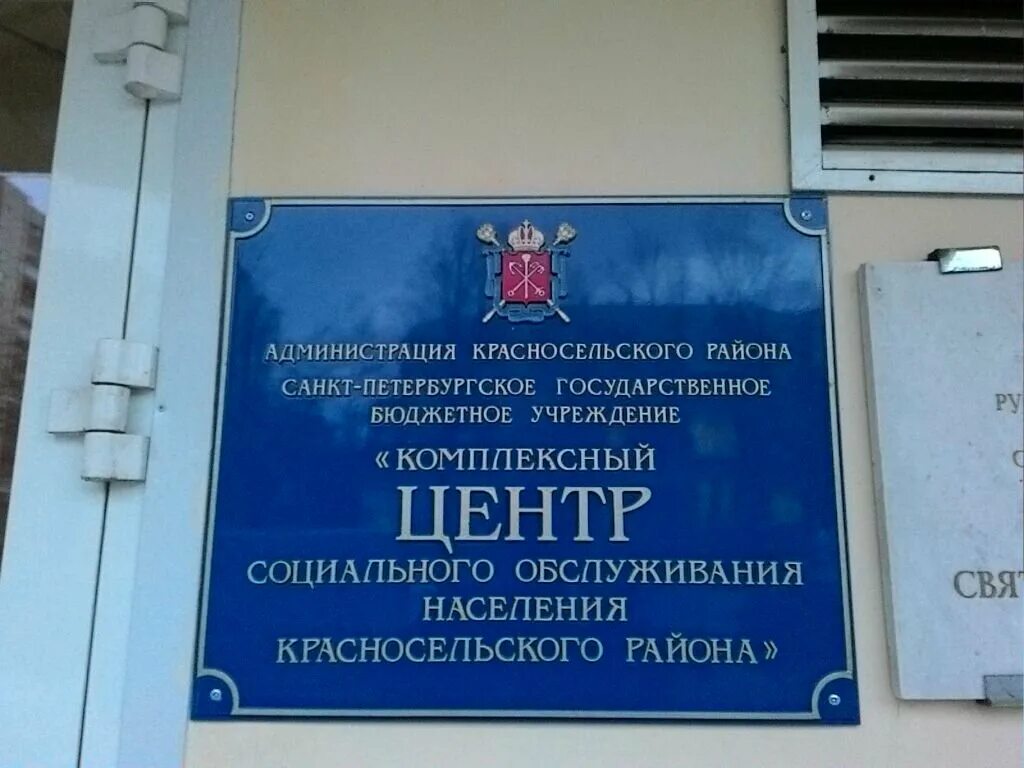 АДМИНИСТРАЦИЯ КРАСНОСЕЛЬСКОГО РАЙОНА
САНКТ-ПЕТЕРБУРГСКОЕ ГОСУДАРСТВЕННОЕ
БЮДЖЕТНОЕ УЧРЕЖДЕНИЕ
«КОМПЛЕКСНЫЙ
ЦЕНТР
СОЦИАЛЬНОГО ОБСЛУЖИВАНИЯ
НАСЕЛЕНИЯ
КРАСНОСЕЛЬСКОГО РАЙОНА»